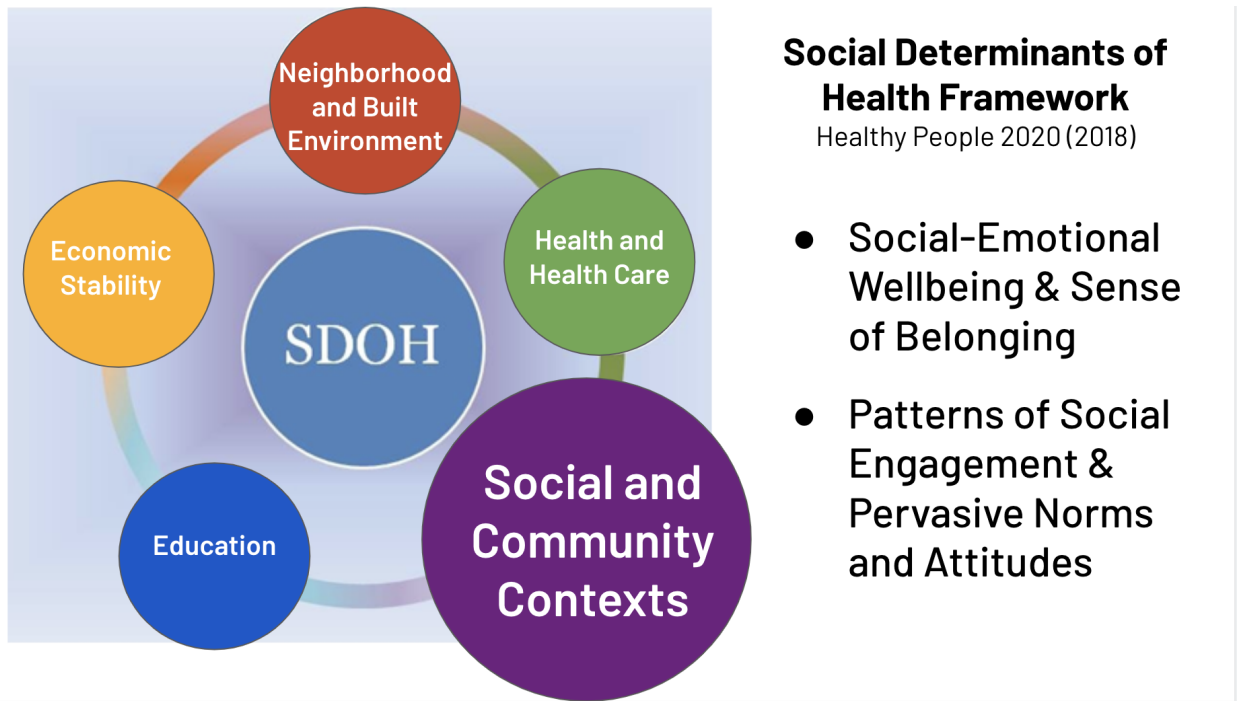 Neighborhood
and Built
Environment
Economic
Stability
Health and
Health Care
SDOH
Social and
Community
Contexts
Education
Social Determinants of
Health Framework
Healthy People 2020 (2018)
● Social-Emotional
Wellbeing & Sense
of Belonging
● Patterns of Social
Engagement &
Pervasive Norms
and Attitudes